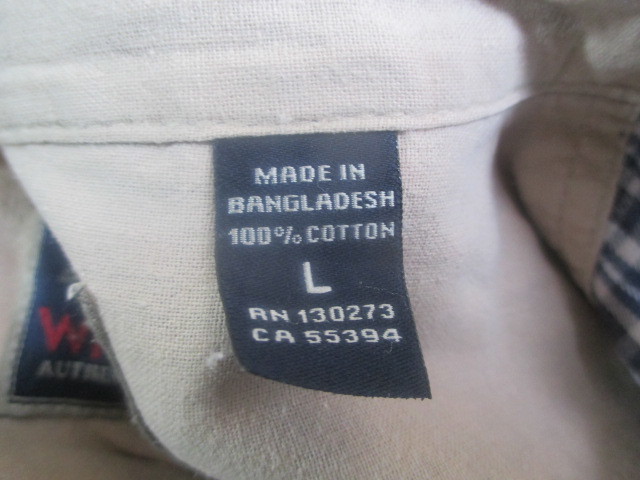 MADE IN
BANGLADESH
100% COTTON
L
RN 130273
CA 55394